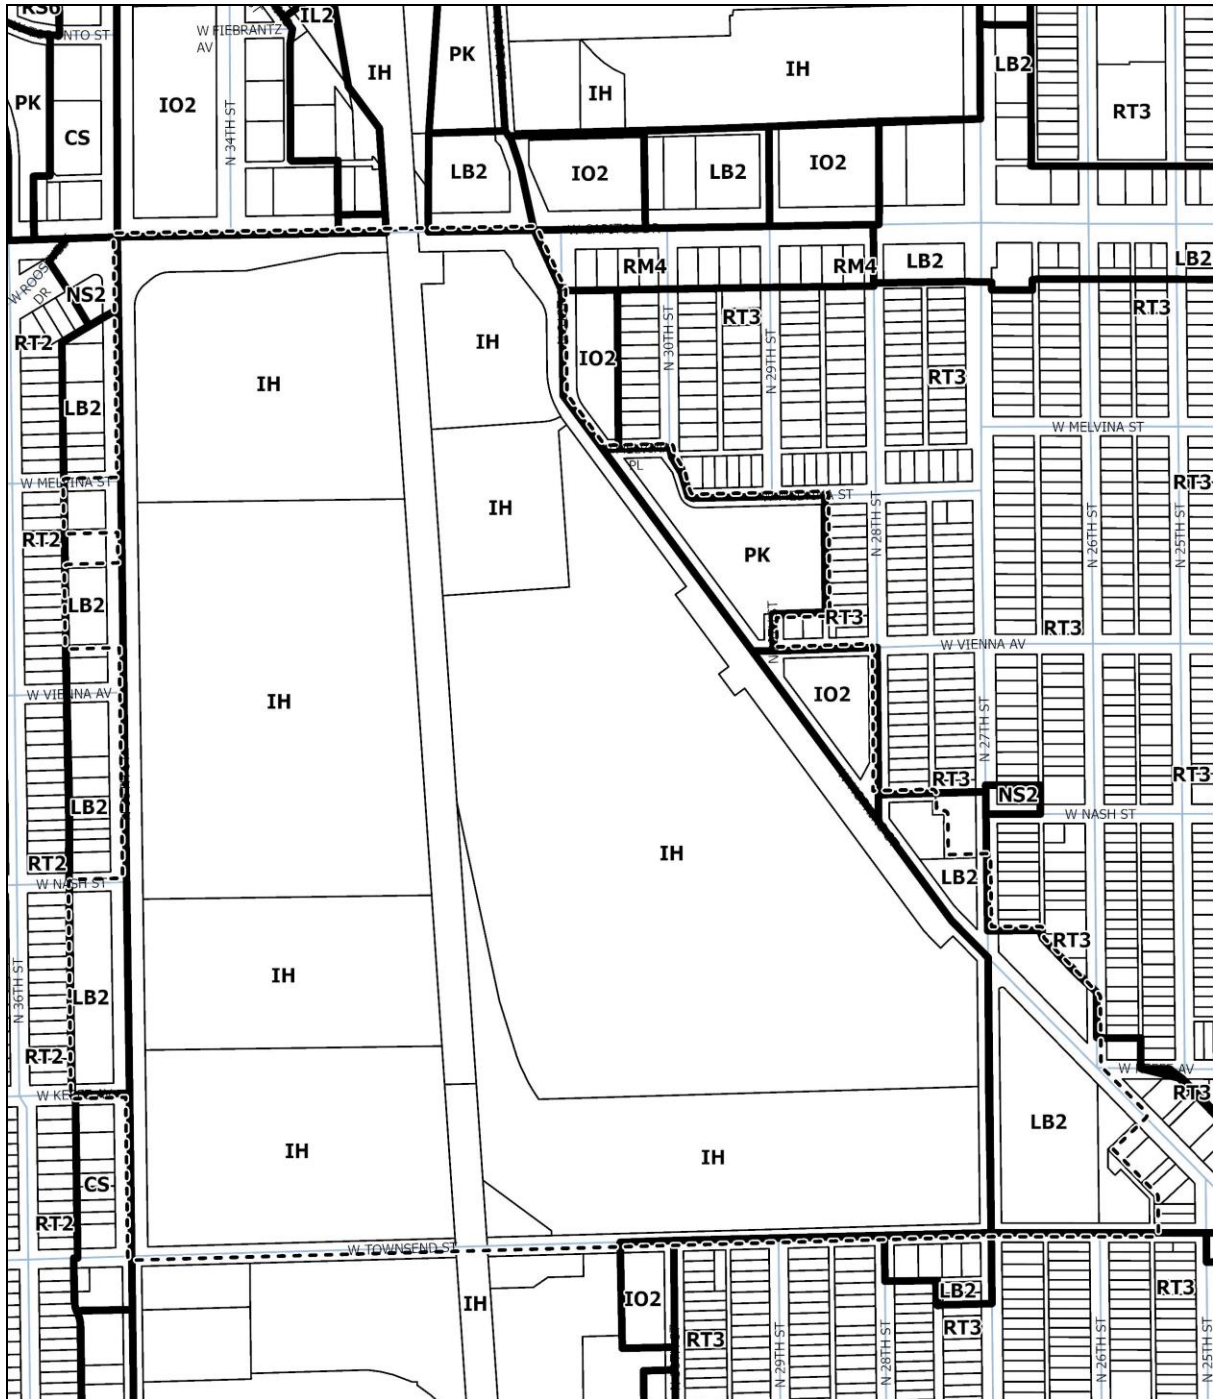 RS6
IL2
W FIEBRANTZ
AV
PK
IH
IH
LB2
PK
CS
IO2
N 34TH ST
IH
RT3
LB2
IO2
LB2
IO2
W ROOS
DR
NS2
RM4
RM4
LB2
LB2
RT2
LB2
IH
IH
IO2
N 30TH ST
RT3
N 29TH ST
RT3
RT3
W MELVINA ST
W MELVINA ST
PL
RT3
RT2
IH
N 28TH ST
N 26TH ST
N 25TH ST
PK
LB2
RT3
RT3
W VIENNA AV
W VIENNA AV
IH
IO2
N 27TH ST
RT3
RT3
NS2
LB2
W NASH ST
RT2
W NASH ST
IH
LB2
RT3
N 36TH ST
IH
LB2
RT2
RT3
LB2
IH
IH
CS
RT2
W TOWNSEND ST
IH
IO2
LB2
RT3
RT3
RT3
N 29TH ST
N 28TH ST
N 26TH ST
N 25TH ST